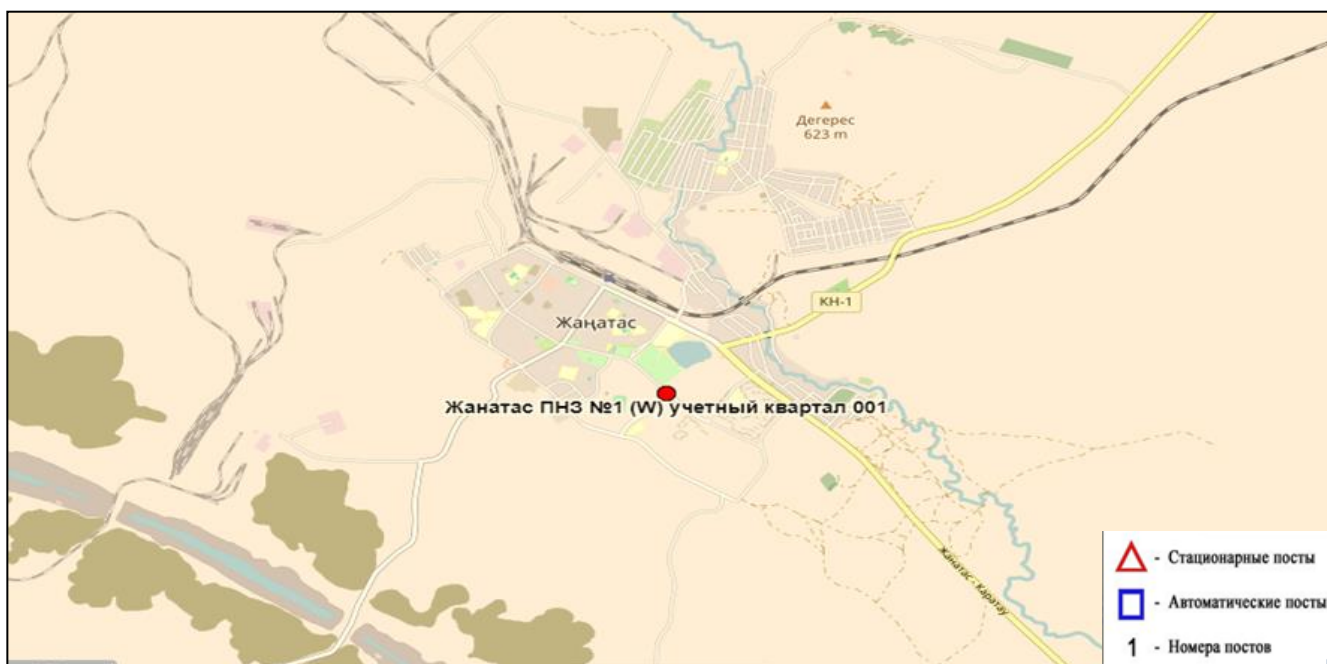 Дегерес
623 m
КН-1
Жаңатас
Жанатас ПНЗ №1 (W) учетный квартал 001
Жаңатас - Каратау
- Стационарные посты
- Автоматические посты
1 - Номера постов